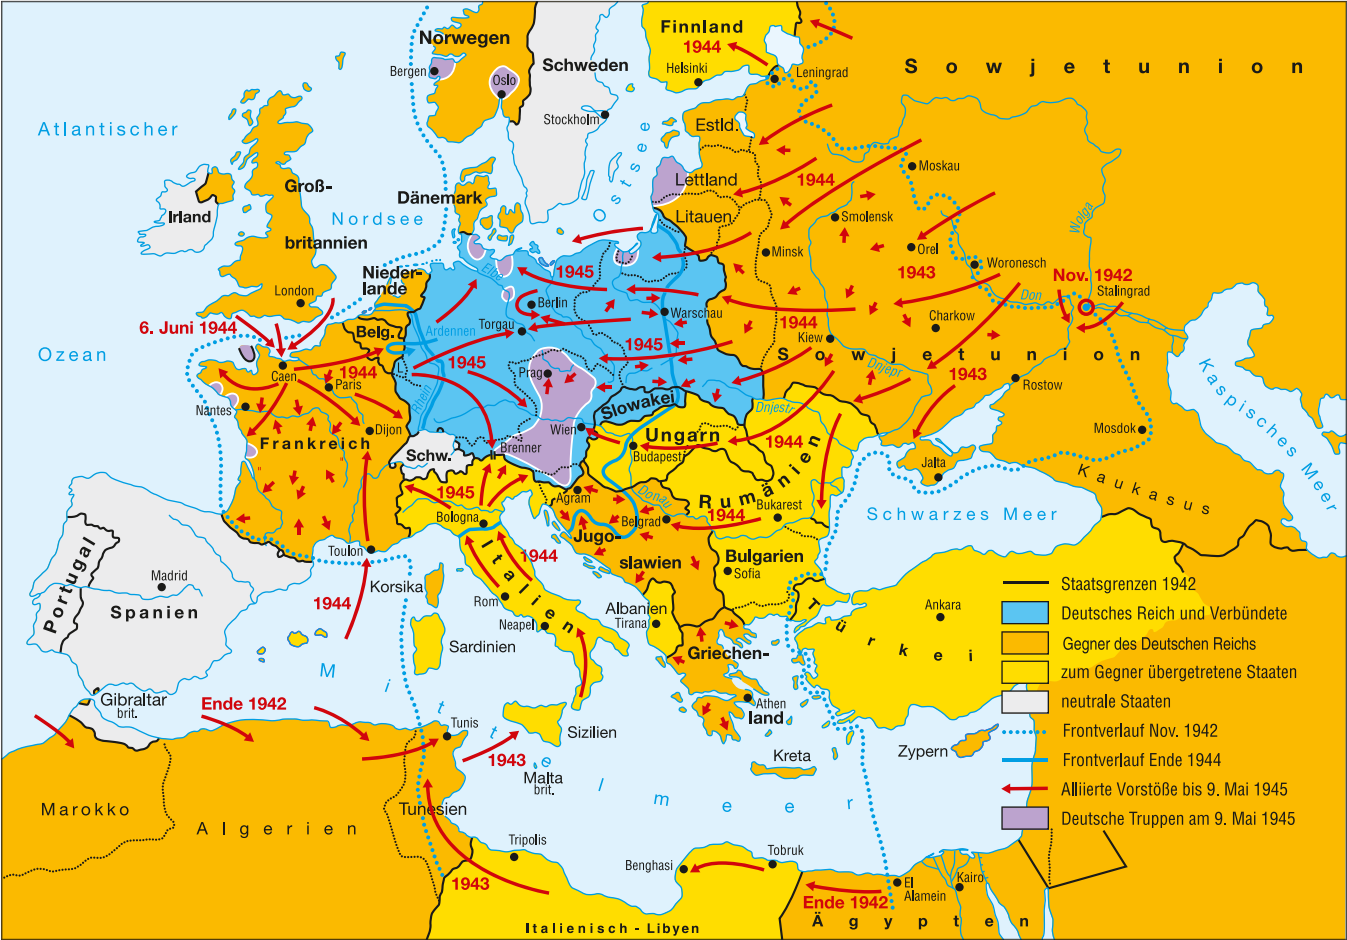 Norwegen
Finnland
1944
Sowjetunion
Bergen
Oslo
Schweden
Helsinki
Leningrad
Stockholm
Atlantischer
Estld.
Ostsee
Moskau
Lettland
1944
Groß-
Dänemark
Irland
Nordsee
Litauen
Smolensk
Wolga
britannien
Minsk
Orel
Woronesch
Nieder-
lande
Elbe
1945
1943
Nov. 1942
Stalingrad
London
Berlin
Don
6. Juni 1944
Belg.
Ardennen
Torgau
Warschau
1944
Charkow
Ozean
Kiew
Sowjetunion
1945
1945
Caen
1944
L.
Prag
Dnjepr
1943
Rostow
Paris
Rhein
Kaspisches Meer
Nantes
Slowakei
Dnjestr
Dijon
Wien
Ungarn
1944
Mosdok
Frankreich
Brenner
Budapest
Schw.
Jalta
Kaukasus
1945
Agram
Donau
Rumänien
Bukarest
Bologna
Belgrad
1944
Schwarzes Meer
Jugo-
slawien
Toulon
Italien
1944
Bulgarien
Sofia
Portugal
Madrid
Spanien
Korsika
1944
Rom
Neapel
Albanien
Tirana
Türkei
Ankara
Sardinien
Griechen-
land
Athen
Mittelmeer
Gibraltar
brit.
Ende 1942
Tunis
Sizilien
1943
Malta
brit.
Kreta
Zypern
Marokko
Algerien
Tunesien
Tripolis
Benghasi
Tobruk
1943
Ende 1942
El
Alamein
Kairo
Ägypten
Italienisch - Libyen
Staatsgrenzen 1942
Deutsches Reich und Verbündete
Gegner des Deutschen Reichs
zum Gegner übergetretene Staaten
neutrale Staaten
Frontverlauf Nov. 1942
Frontverlauf Ende 1944
Alliierte Vorstöße bis 9. Mai 1945
Deutsche Truppen am 9. Mai 1945